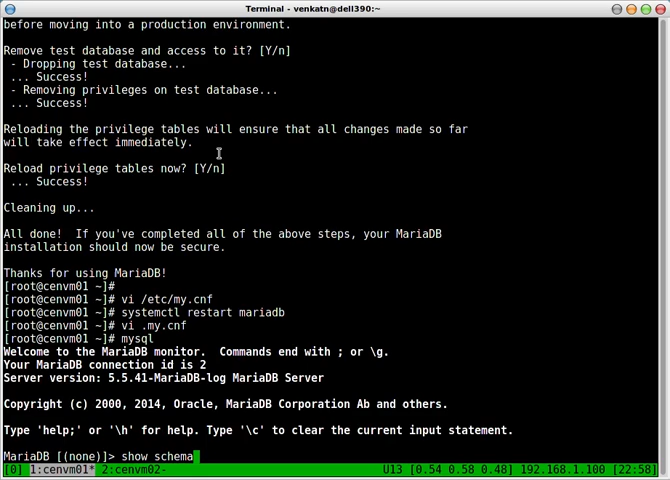 Terminal - venkatn@dell390:~
before moving into a production environment.
Remove test database and access to it? [Y/n]
- Dropping test database...
... Success!
- Removing privileges on test database...
... Success!
Reloading the privilege tables will ensure that all changes made so far
will take effect immediately.
Reload privilege tables now? [Y/n]
... Success!
Cleaning up...
All done!  If you've completed all of the above steps, your MariaDB
installation should now be secure.
Thanks for using MariaDB!
[root@cenvm01 ~]#
[root@cenvm01 ~]# vi /etc/my.cnf
[root@cenvm01 ~]# systemctl restart mariadb
[root@cenvm01 ~]# vi .my.cnf
[root@cenvm01 ~]# mysql
Welcome to the MariaDB monitor.  Commands end with ; or \g.
Your MariaDB connection id is 2
Server version: 5.5.41-MariaDB-log MariaDB Server
Copyright (c) 2000, 2014, Oracle, MariaDB Corporation Ab and others.
Type 'help;' or '\h' for help. Type '\c' to clear the current input statement.
MariaDB [(none)]> show schema
[0] 1:cenvm01* 2:cenvm02- U13 [0.54 0.58 0.48] 192.168.1.100 [22:58]